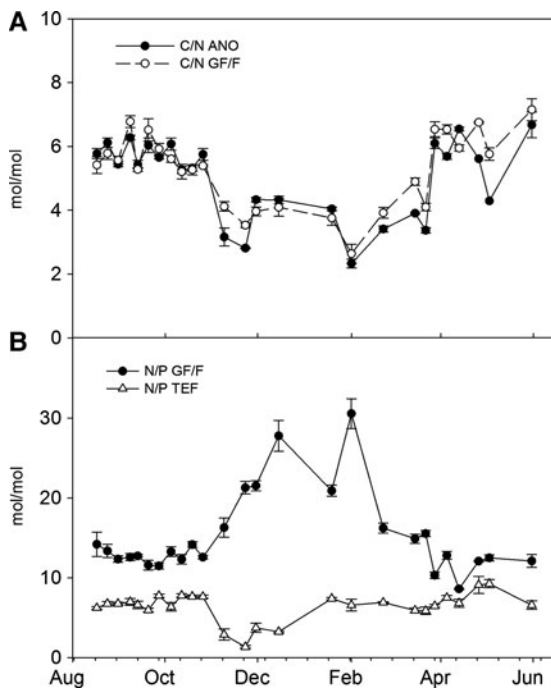 A
10
C/N ANO
C/N GF/F
8
6
mol/mol
4
2
0
B
N/P GF/F
N/P TEF
30
mol/mol
20
10
0
Aug Oct Dec Feb Apr Jun